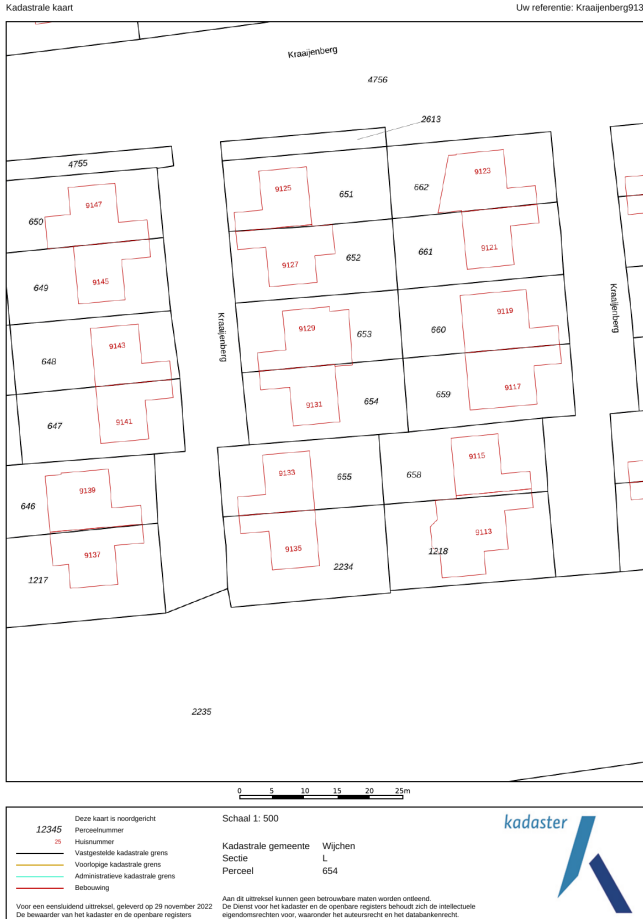 Kadastrale kaart
Uw referentie: Kraaijenberg913
Kraaijenberg
4756
2613
4755
9123
9125
651
662
9147
650
9121
661
652
9127
9145
649
Kraaijenberg
Kraaijenberg
9119
9129
660
653
9143
648
9117
659
654
9131
9141
647
9115
9133
658
655
9139
646
9113
9135
1218
9137
2234
1217
2235
0 5 10 15 20 25m
Deze kaart is noordgericht
12345 Perceelnummer
25 Huisnummer
Vastgestelde kadastrale grens
Voorlopige kadastrale grens
Administratieve kadastrale grens
Bebouwing
Voor een eensluidend uittreksel, geleverd op 29 november 2022
De bewaarder van het kadaster en de openbare registers
Schaal 1: 500
Kadastrale gemeente Wijchen
Sectie L
Perceel 654
Aan dit uittreksel kunnen geen betrouwbare maten worden ontleend.
De Dienst voor het kadaster en de openbare registers behoudt zich de intellectuele
eigendomsrechten voor, waaronder het auteursrecht en het databankenrecht.
kadaster